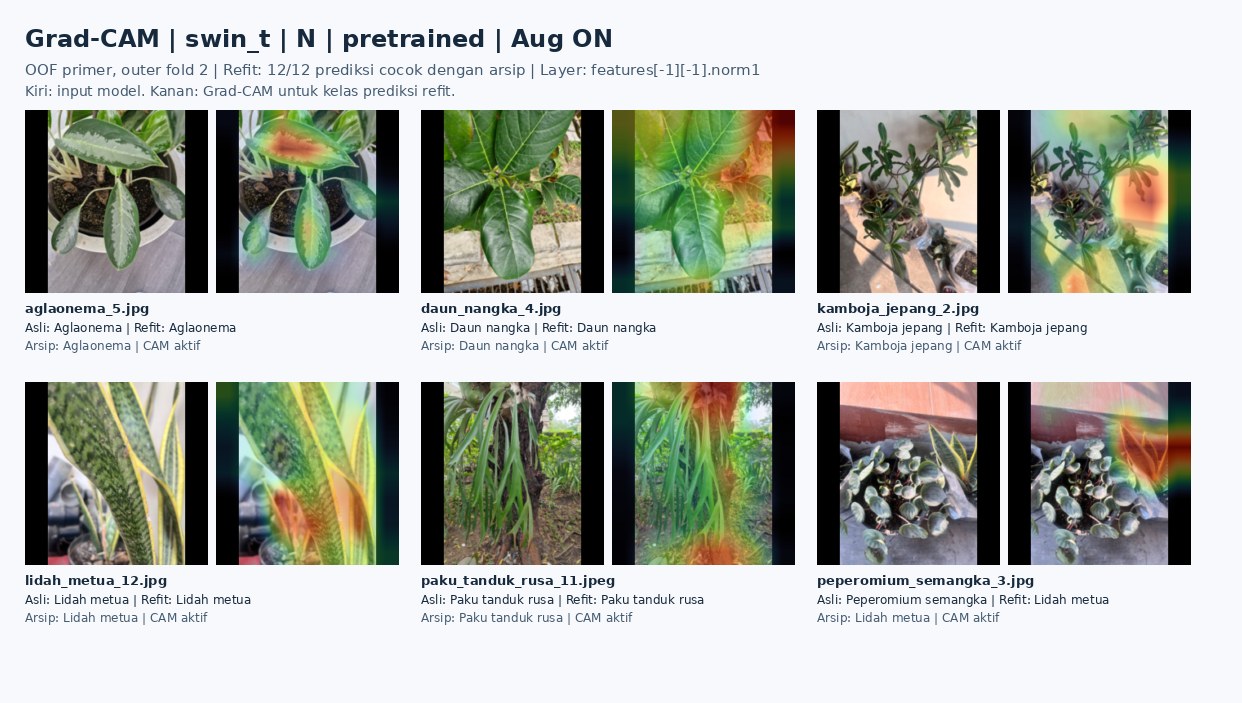 Grad-CAM | swin_t | N | pretrained | Aug ON
OOF primer, outer fold 2 | Refit: 12/12 prediksi cocok dengan arsip | Layer: features[-1][-1].norm1
Kiri: input model. Kanan: Grad-CAM untuk kelas prediksi refit.
aglaonema_5.jpg
Asli: Aglaonema | Refit: Aglaonema
Arsip: Aglaonema | CAM aktif
daun_nangka_4.jpg
Asli: Daun nangka | Refit: Daun nangka
Arsip: Daun nangka | CAM aktif
kamboja_jepang_2.jpg
Asli: Kamboja jepang | Refit: Kamboja jepang
Arsip: Kamboja jepang | CAM aktif
lidah_metua_12.jpg
Asli: Lidah metua | Refit: Lidah metua
Arsip: Lidah metua | CAM aktif
paku_tanduk_rusa_11.jpeg
Asli: Paku tanduk rusa | Refit: Paku tanduk rusa
Arsip: Paku tanduk rusa | CAM aktif
peperomium_semangka_3.jpg
Asli: Peperomium semangka | Refit: Lidah metua
Arsip: Lidah metua | CAM aktif